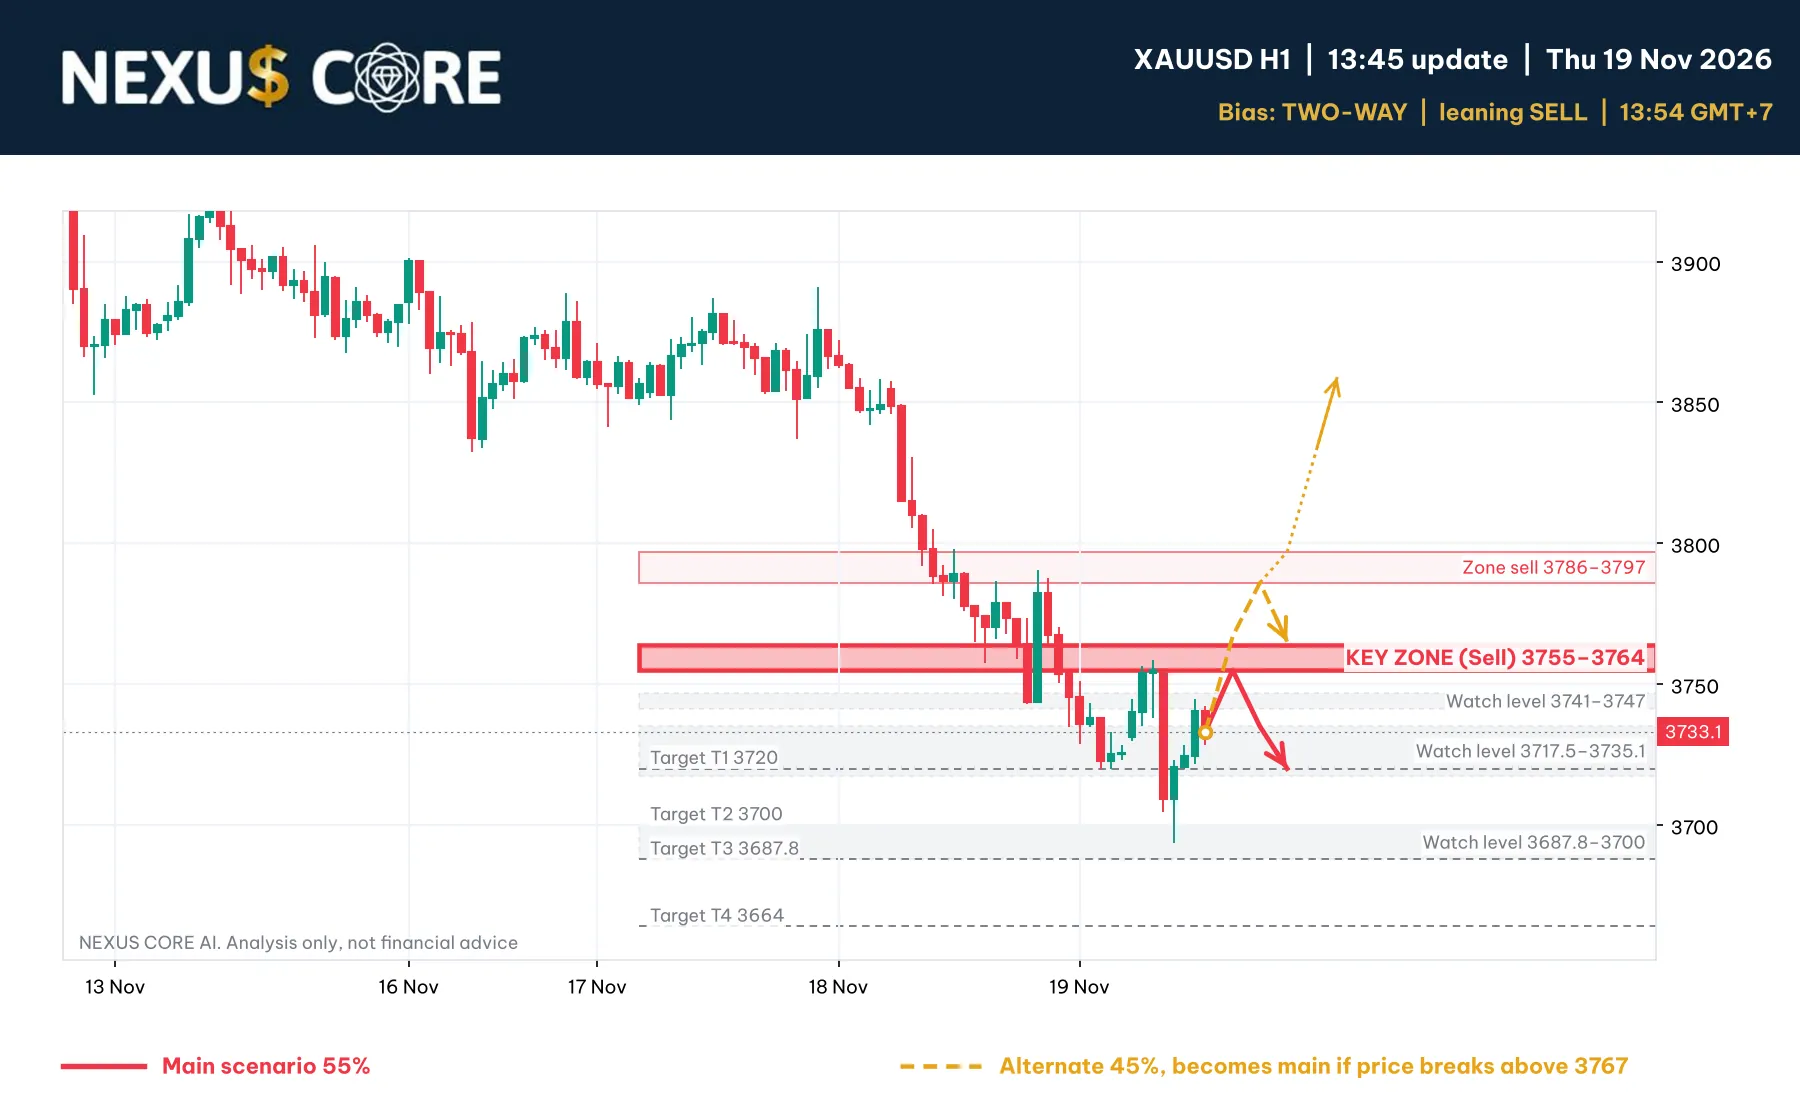 NEXU$ CORE
XAUUSD H1 | 13:45 update | Thu 19 Nov 2026
Bias: TWO-WAY | leaning SELL | 13:54 GMT+7
3900
3850
3800
Zone sell 3786–3797
KEY ZONE (Sell) 3755–3764
3750
Watch level 3741–3747
3733.1
Watch level 3717.5–3735.1
Target T1 3720
Target T2 3700
3700
Watch level 3687.8–3700
Target T3 3687.8
Target T4 3664
NEXUS CORE AI. Analysis only, not financial advice
13 Nov
16 Nov
17 Nov
18 Nov
19 Nov
Main scenario 55%
Alternate 45%, becomes main if price breaks above 3767